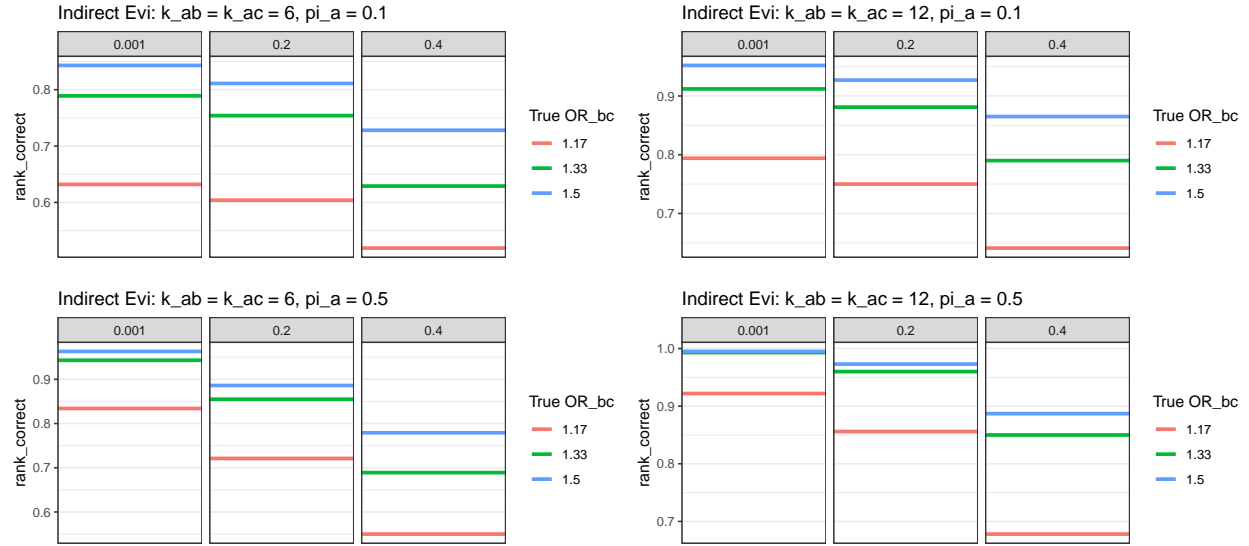 Indirect Evi: k_ab = k_ac = 6, pi_a = 0.1
0.001 0.2 0.4
0.8
0.7
0.6
rank_correct
True OR_bc
1.17
1.33
1.5
Indirect Evi: k_ab = k_ac = 12, pi_a = 0.1
0.001 0.2 0.4
0.9
0.8
0.7
rank_correct
True OR_bc
1.17
1.33
1.5
Indirect Evi: k_ab = k_ac = 6, pi_a = 0.5
0.001 0.2 0.4
0.9
0.8
0.7
0.6
rank_correct
True OR_bc
1.17
1.33
1.5
Indirect Evi: k_ab = k_ac = 12, pi_a = 0.5
0.001 0.2 0.4
1.0
0.9
0.8
0.7
rank_correct
True OR_bc
1.17
1.33
1.5